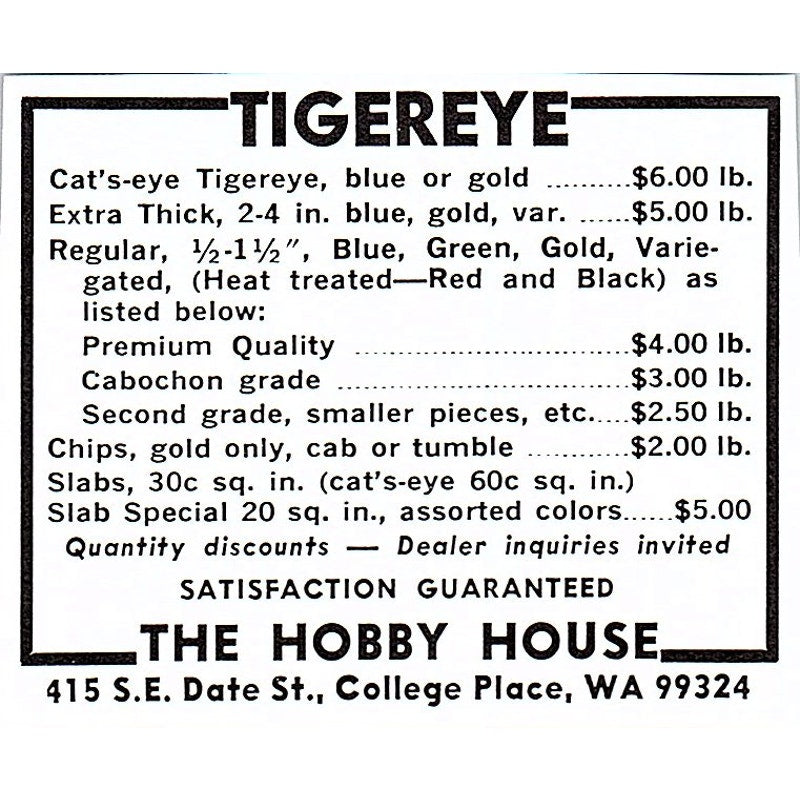 TIGEREYE
Cat's-eye Tigereye, blue or gold ..........$6.00 lb.
Extra Thick, 2-4 in. blue, gold, var. ......$5.00 lb.
Regular, ½-1½", Blue, Green, Gold, Varie-
gated, (Heat treated—Red and Black) as
listed below:
Premium Quality ..............................$4.00 lb.
Cabochon grade ................................$3.00 lb.
Second grade, smaller pieces, etc.....$2.50 lb.
Chips, gold only, cab or tumble ............$2.00 lb.
Slabs, 30c sq. in. (cat's-eye 60c sq. in.)
Slab Special 20 sq. in., assorted colors......$5.00
Quantity discounts — Dealer inquiries invited
SATISFACTION GUARANTEED
THE HOBBY HOUSE
415 S.E. Date St., College Place, WA 99324